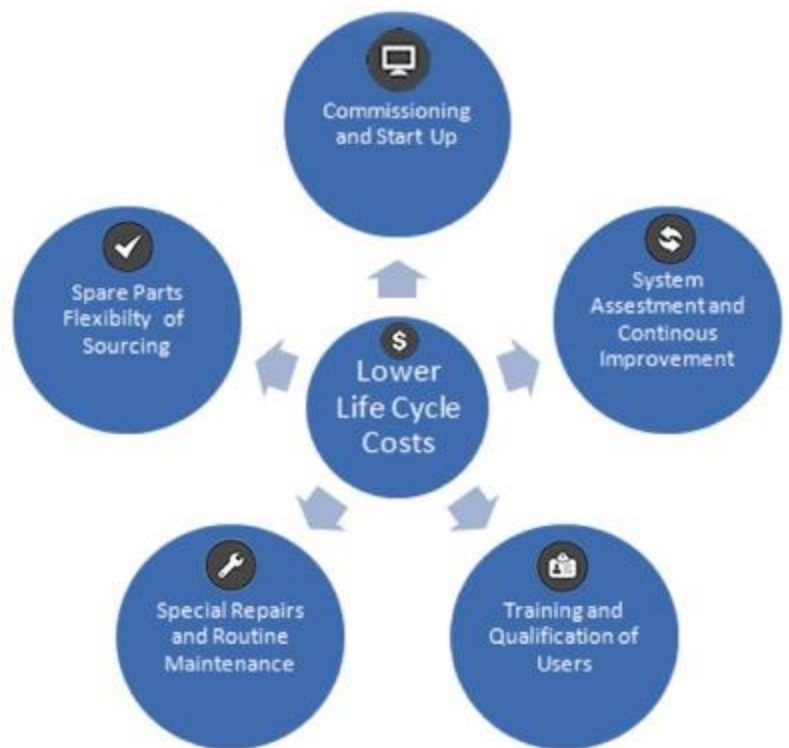 Commissioning
and Start Up
System
Assestment and
Continous
Improvement
Training and
Qualification of
Users
Special Repairs
and Routine
Maintenance
Spare Parts
Flexibilty of
Sourcing
$
Lower
Life Cycle
Costs